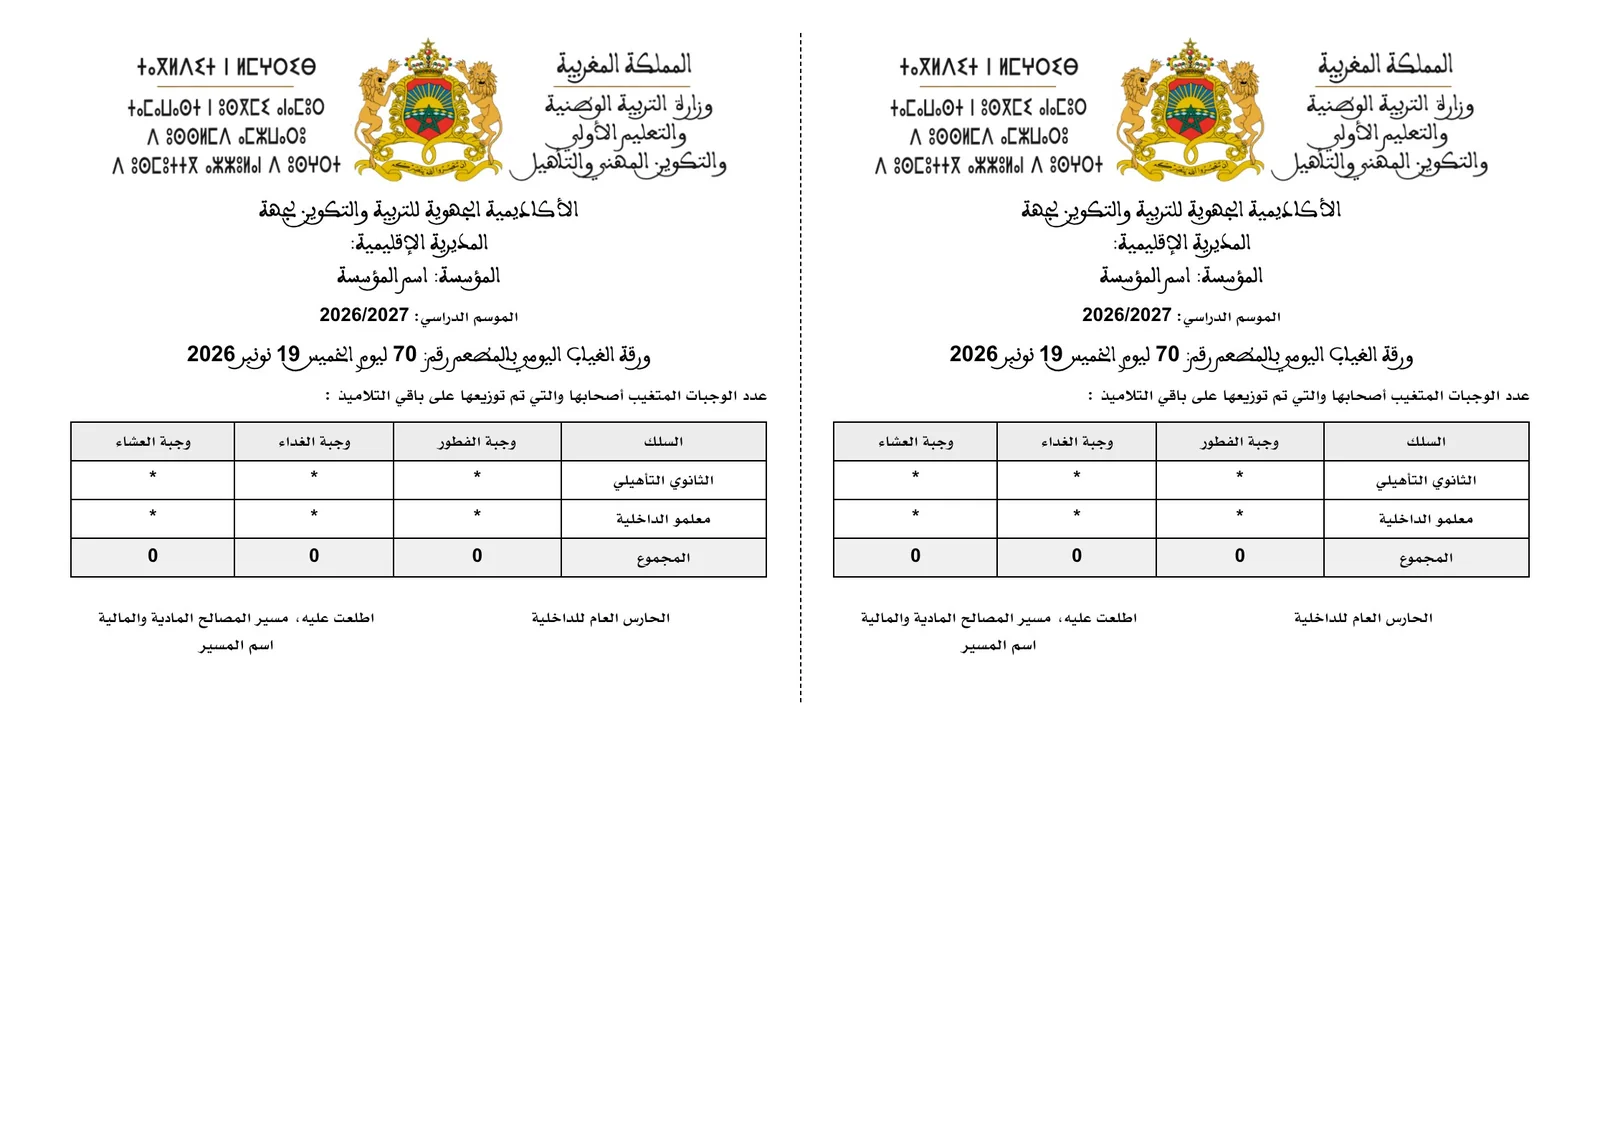 المملكة المغربية
وزارة التربية الوطنية
والتعليم الأولي
والتكوين المهني والتأهيل
ⵜⴰⴳⵍⴷⵉⵜ ⵏ ⵍⵎⵖⵔⵉⴱ
ⵜⴰⵎⴰⵡⴰⵙⵜ ⵏ ⵓⵙⴳⵎⵉ ⴰⵏⴰⵎⵓⵔ
ⴷ ⵓⵙⵙⵍⵎⴷ ⴰⵎⵣⵡⴰⵔⵓ
ⴷ ⵓⵙⵎⵓⵜⵜⴳ ⴰⵣⵣⵓⵍⴰⵏ ⴷ ⵓⵙⵖⵔⵜ
الأكاديمية الجهوية للتربية والتكوين لجهة
المديرية الإقليمية:
المؤسسة: اسم المؤسسة
الموسم الدراسي: 2026/2027
ورقة الغياب اليومي بالمطعم رقم: 70 ليوم الخميس 19 نونبر 2026
عدد الوجبات المتغيب أصحابها والتي تم توزيعها على باقي التلاميذ :
السلك وجبة الفطور وجبة الغداء وجبة العشاء
الثانوي التأهيلي * * *
معلمو الداخلية * * *
المجموع 0 0 0
الحارس العام للداخلية اطلعت عليه، مسير المصالح المادية والمالية
اسم المسير
المملكة المغربية
وزارة التربية الوطنية
والتعليم الأولي
والتكوين المهني والتأهيل
ⵜⴰⴳⵍⴷⵉⵜ ⵏ ⵍⵎⵖⵔⵉⴱ
ⵜⴰⵎⴰⵡⴰⵙⵜ ⵏ ⵓⵙⴳⵎⵉ ⴰⵏⴰⵎⵓⵔ
ⴷ ⵓⵙⵙⵍⵎⴷ ⴰⵎⵣⵡⴰⵔⵓ
ⴷ ⵓⵙⵎⵓⵜⵜⴳ ⴰⵣⵣⵓⵍⴰⵏ ⴷ ⵓⵙⵖⵔⵜ
الأكاديمية الجهوية للتربية والتكوين لجهة
المديرية الإقليمية:
المؤسسة: اسم المؤسسة
الموسم الدراسي: 2026/2027
ورقة الغياب اليومي بالمطعم رقم: 70 ليوم الخميس 19 نونبر 2026
عدد الوجبات المتغيب أصحابها والتي تم توزيعها على باقي التلاميذ :
السلك وجبة الفطور وجبة الغداء وجبة العشاء
الثانوي التأهيلي * * *
معلمو الداخلية * * *
المجموع 0 0 0
الحارس العام للداخلية اطلعت عليه، مسير المصالح المادية والمالية
اسم المسير